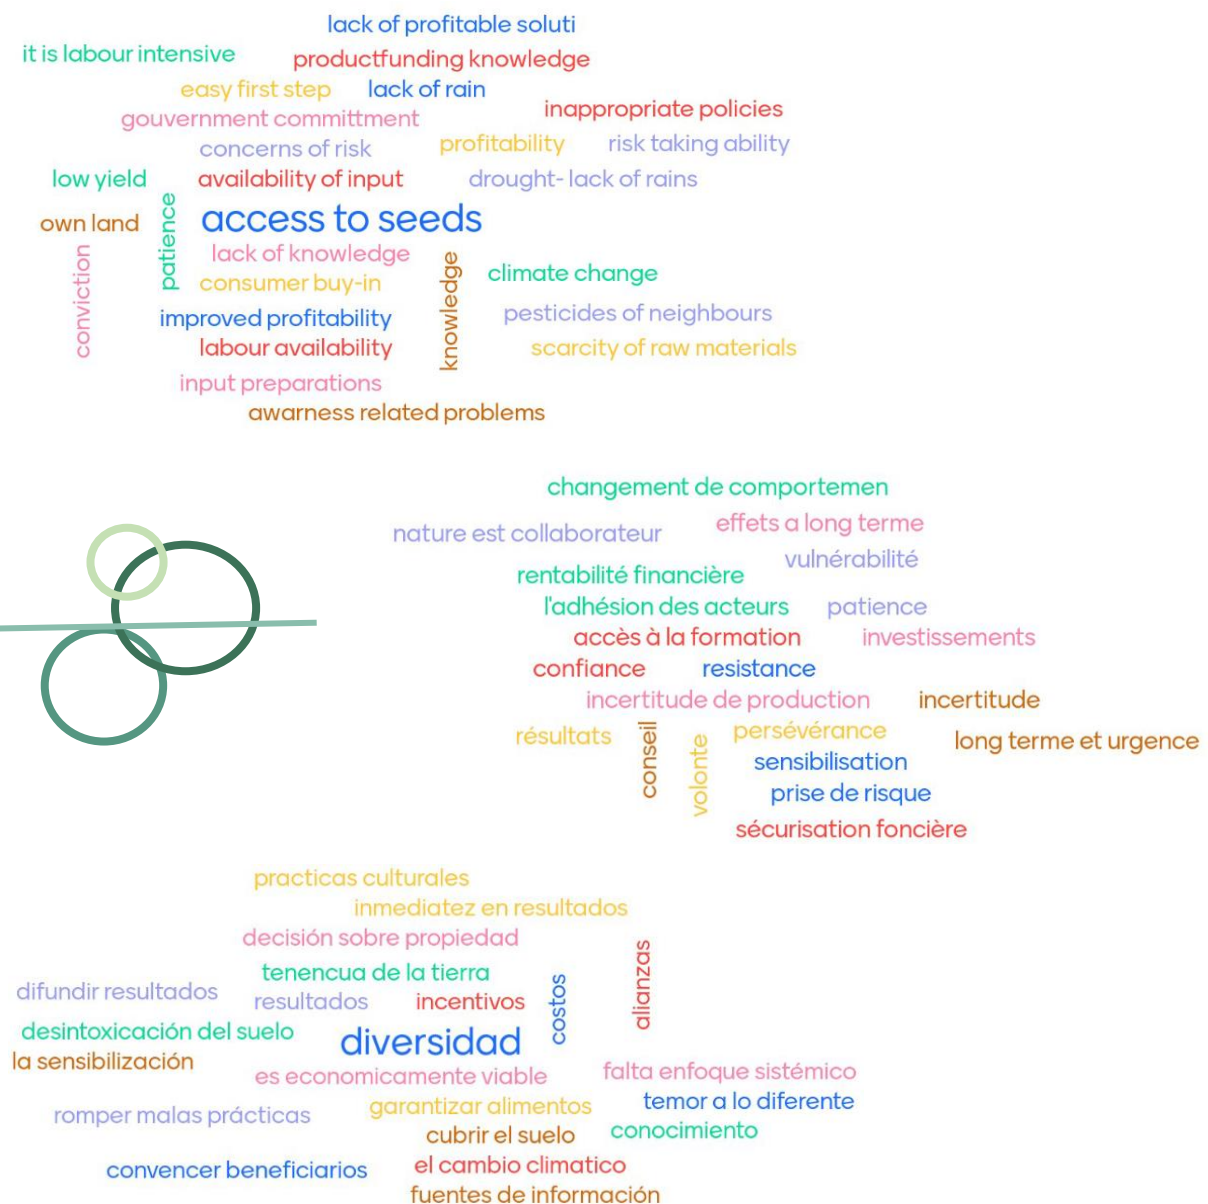 lack of profitable soluti
it is labour intensive
productfunding knowledge
easy first step
lack of rain
inappropriate policies
gouvernment committment
profitability
risk taking ability
concerns of risk
low yield
availability of input
drought- lack of rains
own land
patience
access to seeds
conviction
lack of knowledge
knowledge
climate change
consumer buy-in
improved profitability
pesticides of neighbours
labour availability
scarcity of raw materials
input preparations
awarness related problems
changement de comportemen
nature est collaborateur
effets a long terme
vulnérabilité
rentabilité financière
l'adhésion des acteurs
patience
accès à la formation
investissements
confiance
resistance
incertitude de production
incertitude
résultats
conseil
volonte
persévérance
long terme et urgence
sensibilisation
prise de risque
sécurisation foncière
practicas culturales
inmediatez en resultados
decisión sobre propiedad
tenencua de la tierra
alianzas
difundir resultados
resultados
incentivos
costos
desintoxicación del suelo
diversidad
la sensibilización
es economicamente viable
falta enfoque sistémico
romper malas prácticas
garantizar alimentos
temor a lo diferente
cubrir el suelo
conocimiento
convencer beneficiarios
el cambio climatico
fuentes de información